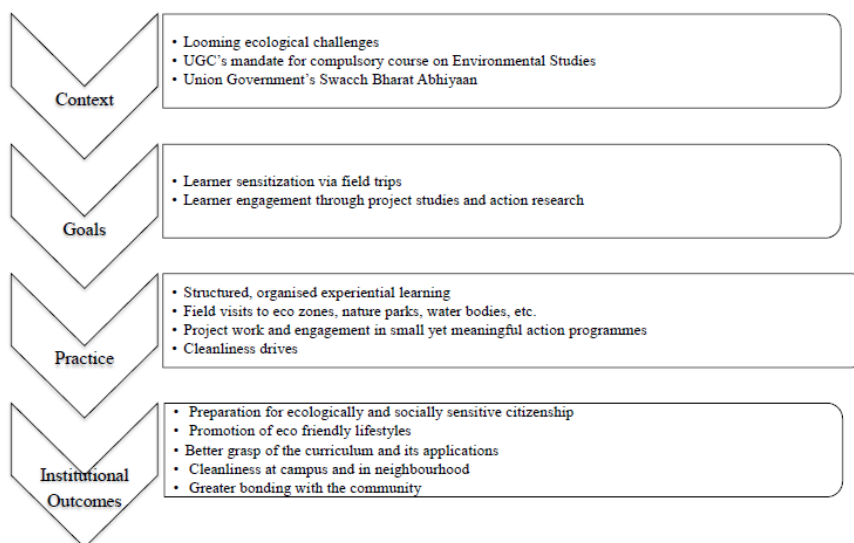 • Looming ecological challenges
• UGC's mandate for compulsory course on Environmental Studies
• Union Government's Swacch Bharat Abhiyaan
Context
• Learner sensitization via field trips
• Learner engagement through project studies and action research
Goals
• Structured, organised experiential learning
• Field visits to eco zones, nature parks, water bodies, etc.
• Project work and engagement in small yet meaningful action programmes
• Cleanliness drives
Practice
• Preparation for ecologically and socially sensitive citizenship
• Promotion of eco friendly lifestyles
• Better grasp of the curriculum and its applications
• Cleanliness at campus and in neighbourhood
• Greater bonding with the community
Institutional
Outcomes